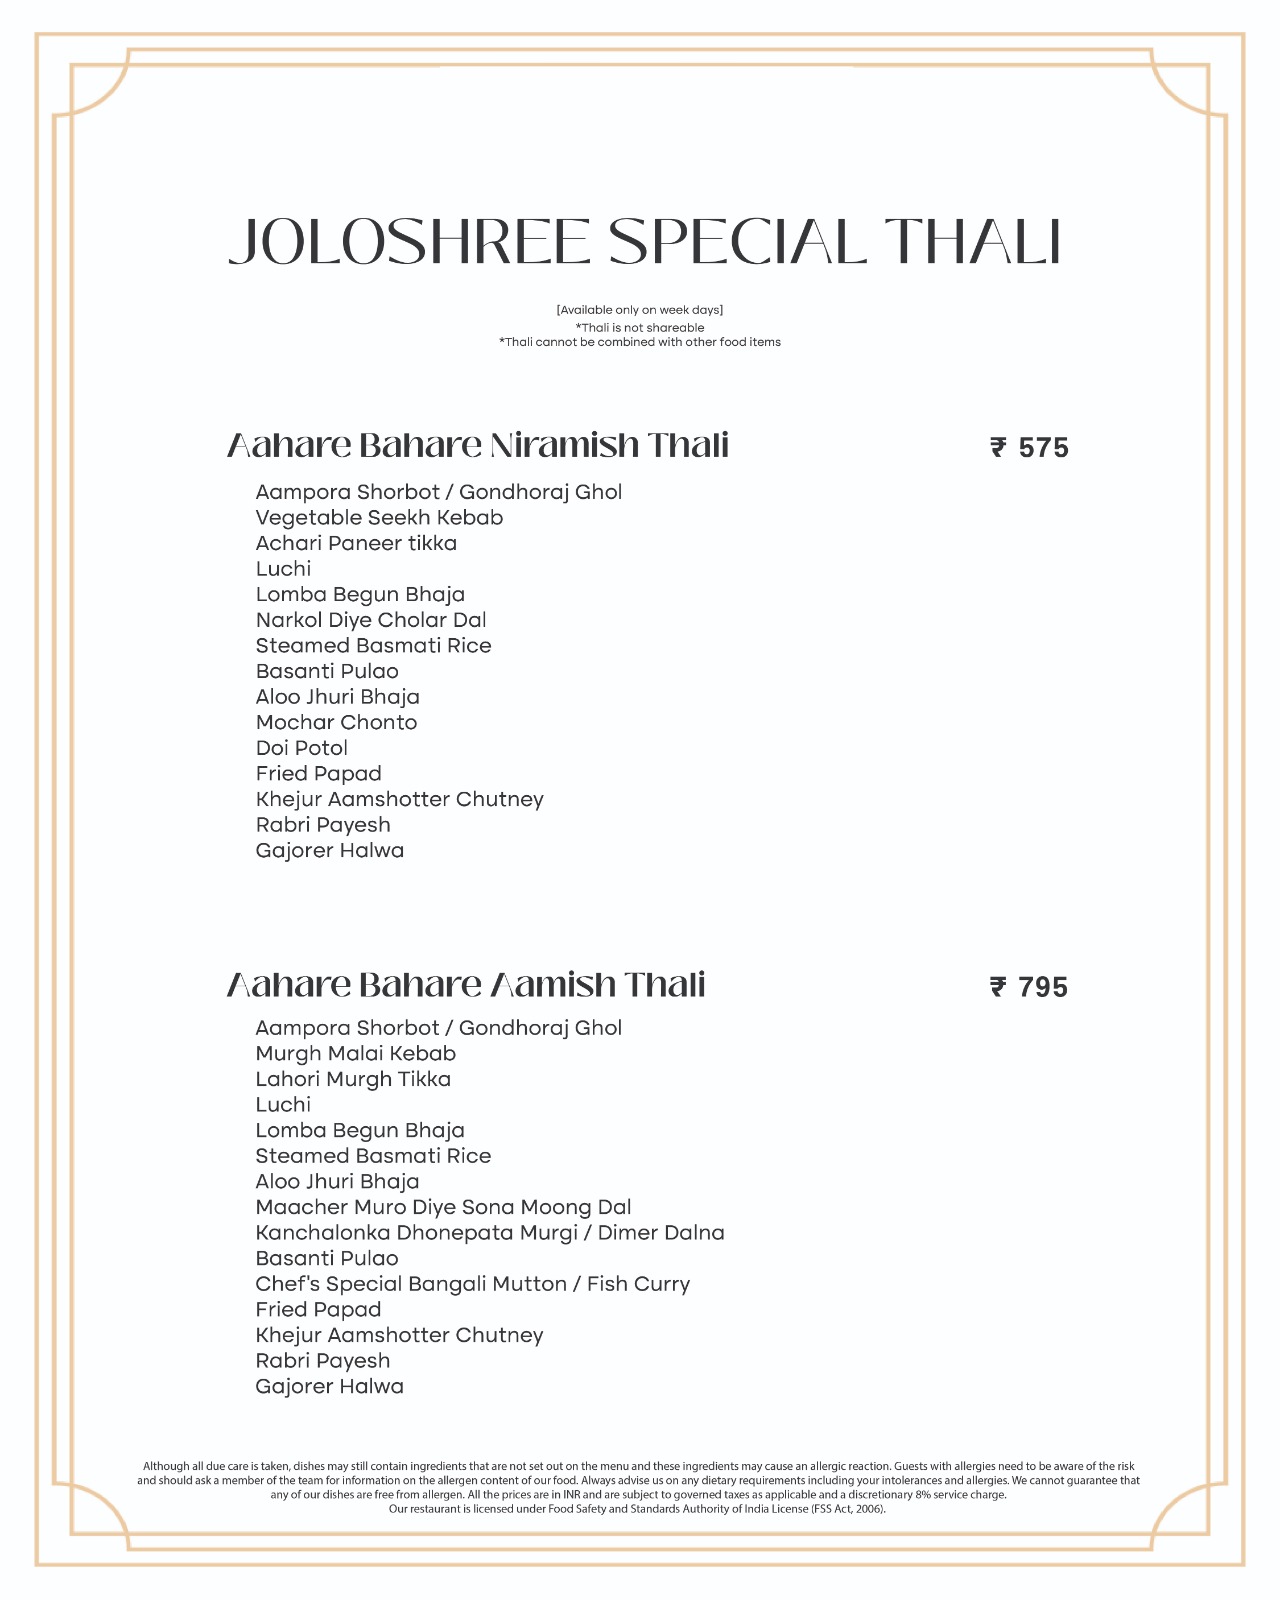 JOLOSHREE SPECIAL THALI
[Available only on week days]
*Thali is not shareable
*Thali cannot be combined with other food items
Aahare Bahare Niramish Thali ₹ 575
Aampora Shorbot / Gondhoraj Ghol
Vegetable Seekh Kebab
Achari Paneer tikka
Luchi
Lomba Begun Bhaja
Narkol Diye Cholar Dal
Steamed Basmati Rice
Basanti Pulao
Aloo Jhuri Bhaja
Mochar Chonto
Doi Potol
Fried Papad
Khejur Aamshotter Chutney
Rabri Payesh
Gajorer Halwa
Aahare Bahare Aamish Thali ₹ 795
Aampora Shorbot / Gondhoraj Ghol
Murgh Malai Kebab
Lahori Murgh Tikka
Luchi
Lomba Begun Bhaja
Steamed Basmati Rice
Aloo Jhuri Bhaja
Maacher Muro Diye Sona Moong Dal
Kanchalonka Dhonepata Murgi / Dimer Dalna
Basanti Pulao
Chef's Special Bangali Mutton / Fish Curry
Fried Papad
Khejur Aamshotter Chutney
Rabri Payesh
Gajorer Halwa
Although all due care is taken, dishes may still contain ingredients that are not set out on the menu and these ingredients may cause an allergic reaction. Guests with allergies need to be aware of the risk
and should ask a member of the team for information on the allergen content of our food. Always advise us on any dietary requirements including your intolerances and allergies. We cannot guarantee that
any of our dishes are free from allergen. All the prices are in INR and are subject to governed taxes as applicable and a discretionary 8% service charge.
Our restaurant is licensed under Food Safety and Standards Authority of India License (FSS Act, 2006).